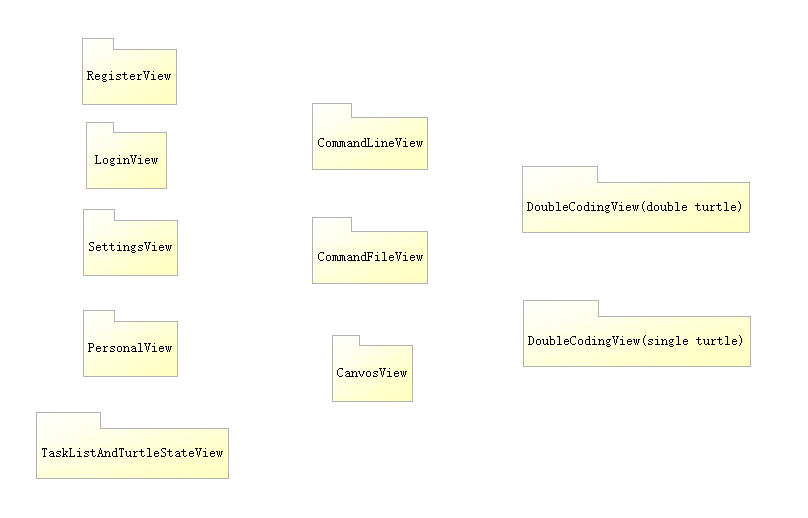 RegisterView
LoginView
SettingsView
PersonalView
TaskListAndTurtleStateView
CommandLineView
CommandFileView
CanvosView
DoubleCodingView(double turtle)
DoubleCodingView(single turtle)